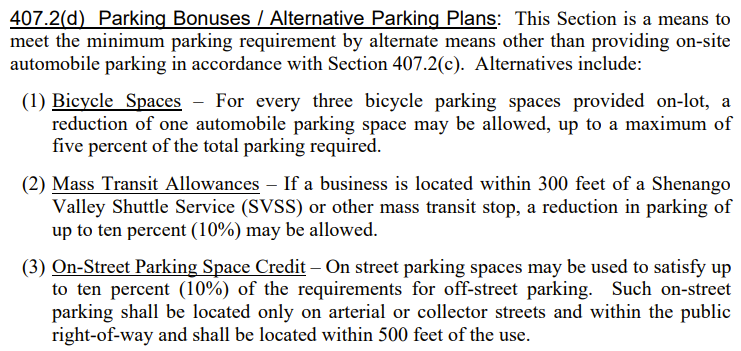 407.2(d) Parking Bonuses / Alternative Parking Plans: This Section is a means to
meet the minimum parking requirement by alternate means other than providing on-site
automobile parking in accordance with Section 407.2(c). Alternatives include:
(1) Bicycle Spaces – For every three bicycle parking spaces provided on-lot, a
reduction of one automobile parking space may be allowed, up to a maximum of
five percent of the total parking required.
(2) Mass Transit Allowances – If a business is located within 300 feet of a Shenango
Valley Shuttle Service (SVSS) or other mass transit stop, a reduction in parking of
up to ten percent (10%) may be allowed.
(3) On-Street Parking Space Credit – On street parking spaces may be used to satisfy up
to ten percent (10%) of the requirements for off-street parking. Such on-street
parking shall be located only on arterial or collector streets and within the public
right-of-way and shall be located within 500 feet of the use.